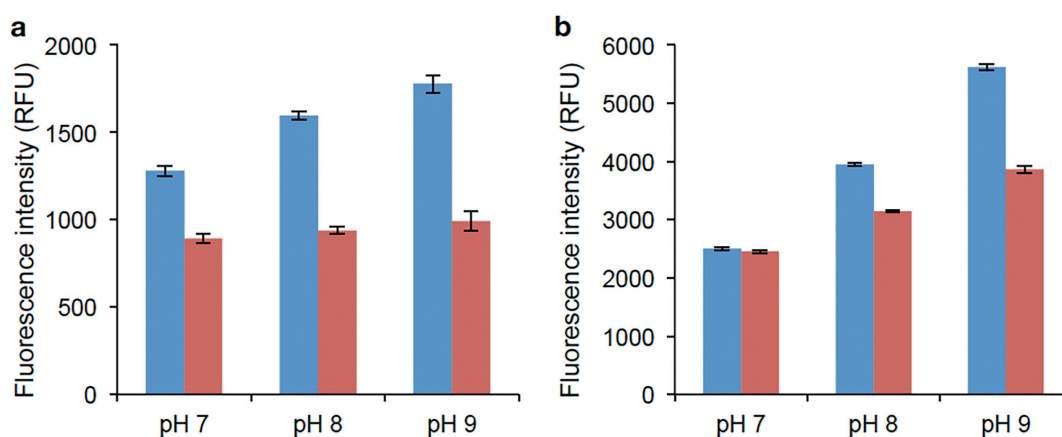 a
Fluorescence intensity (RFU)
2000
1500
1000
500
0
pH 7 pH 8 pH 9
b
Fluorescence intensity (RFU)
6000
5000
4000
3000
2000
1000
0
pH 7 pH 8 pH 9